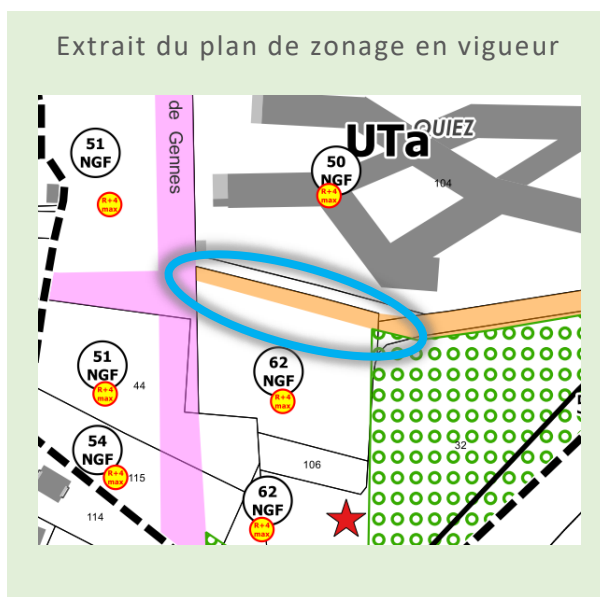 Extrait du plan de zonage en vigueur
de Gennes
51
NGF
R+4
max
UTa
QUIEZ
50
NGF
R+4
max
104
51
NGF
R+4
max
44
62
NGF
R+4
max
54
NGF
R+4
max
115
114
106
32
62
NGF
R+4
max